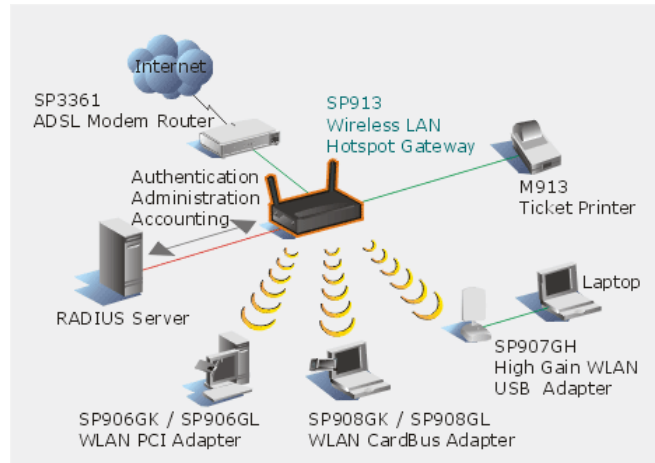 Internet
SP3361
ADSL Modem Router
SP913
Wireless LAN
Hotspot Gateway
M913
Ticket Printer
Authentication
Administration
Accounting
RADIUS Server
Laptop
SP907GH
High Gain WLAN
USB Adapter
SP906GK / SP906GL
WLAN PCI Adapter
SP908GK / SP908GL
WLAN CardBus Adapter